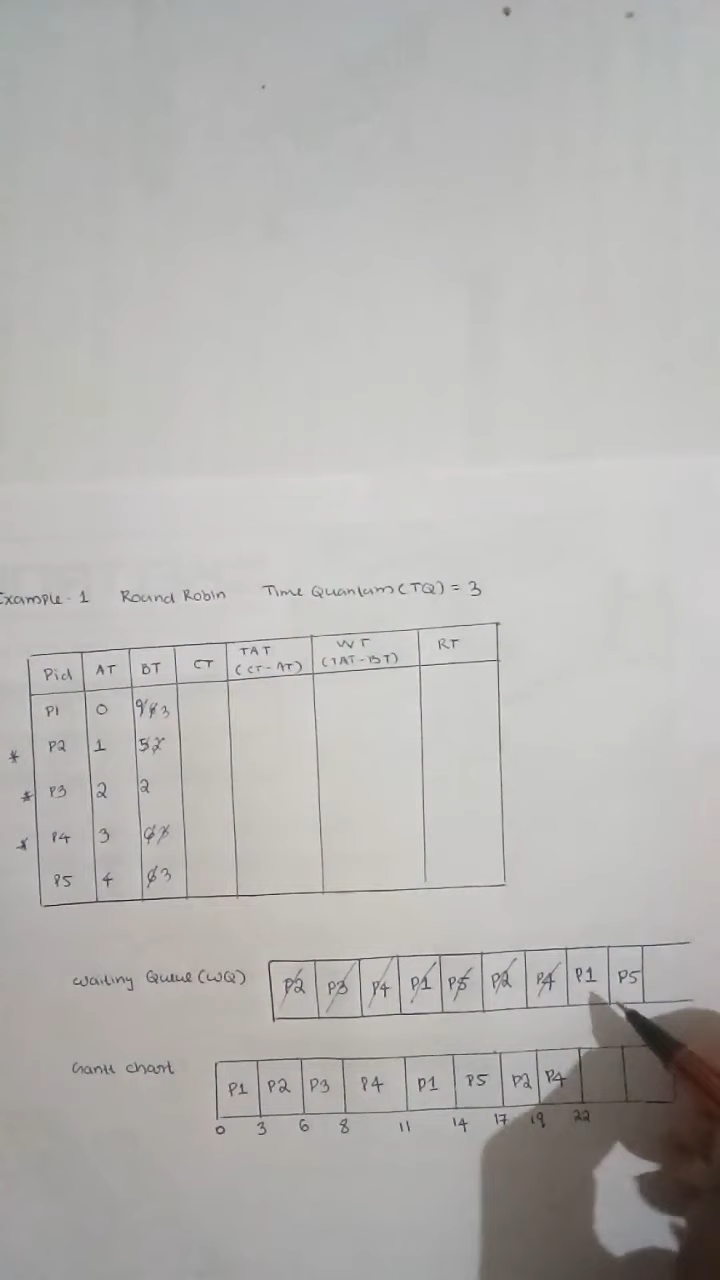 Example-1 Round Robin Time Quantam(TQ) = 3
Pid AT BT CT TAT (CT-AT) WT (TAT-BT) RT
P1 0 9 6 3
* P2 1 5 2
* P3 2 2
* P4 3 6 3
P5 4 6 3
Waiting Queue(WQ) P2 P3 P4 P1 P5 P2 P4 P1 P5
Gantt chart P1 P2 P3 P4 P1 P5 P2 P4
0 3 6 8 11 14 17 19 22